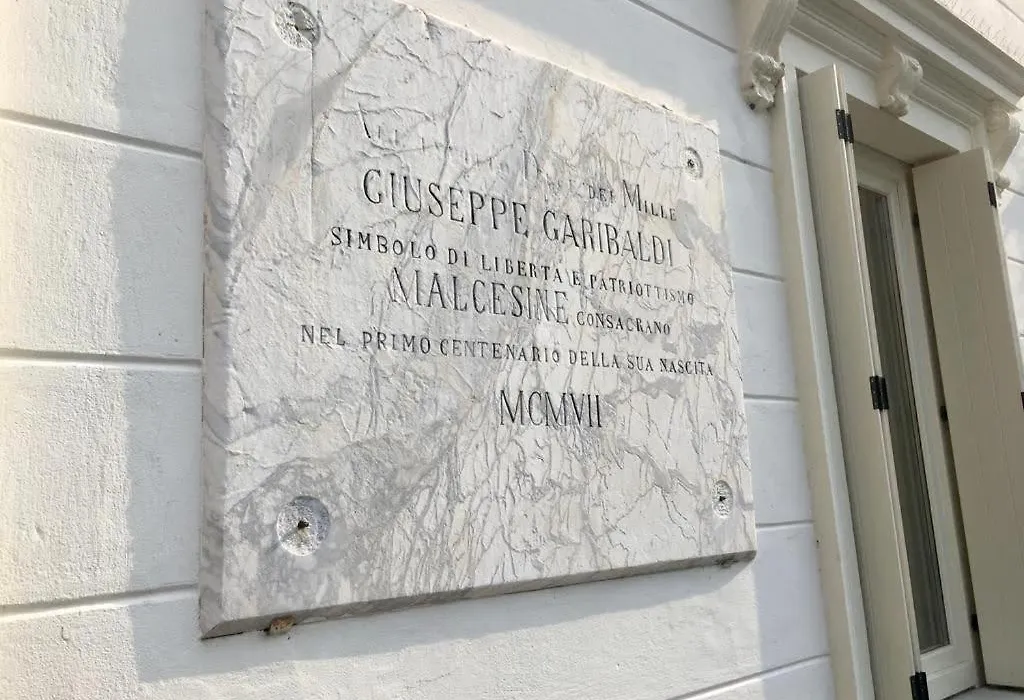 DEI MILLE
GIUSEPPE GARIBALDI
SIMBOLO DI LIBERTÀ E PATRIOTTISMO
MALCESINE CONSACRANO
NEL PRIMO CENTENARIO DELLA SUA NASCITA
MCMVII